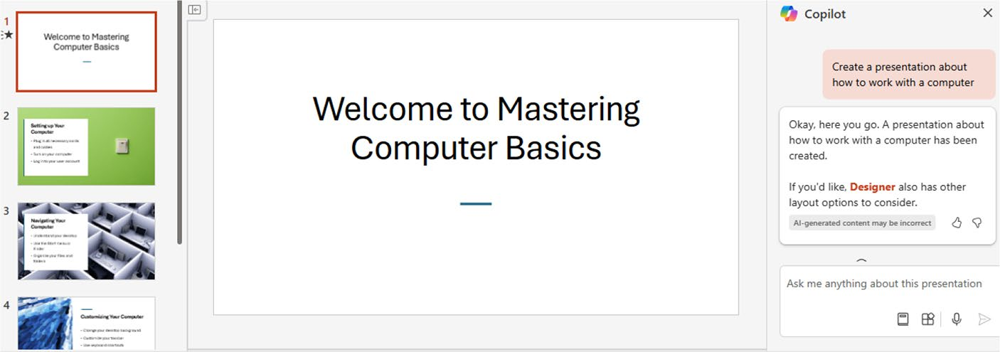 1
Welcome to Mastering
Computer Basics
2
Setting up Your
Computer
• Plug in all necessary cords
and cables
• Turn on your computer
• Log into your user account
3
Navigating Your
Computer
• Understand your desktop
• Use the Start menu or
Finder
• Organize your files and
folders
4
Customizing Your Computer
• Change your desktop background
• Customize your taskbar
• Use keyboard shortcuts
Welcome to Mastering
Computer Basics
Copilot
Create a presentation about
how to work with a computer
Okay, here you go. A presentation about
how to work with a computer has been
created.
If you'd like, Designer also has other
layout options to consider.
AI-generated content may be incorrect
Ask me anything about this presentation